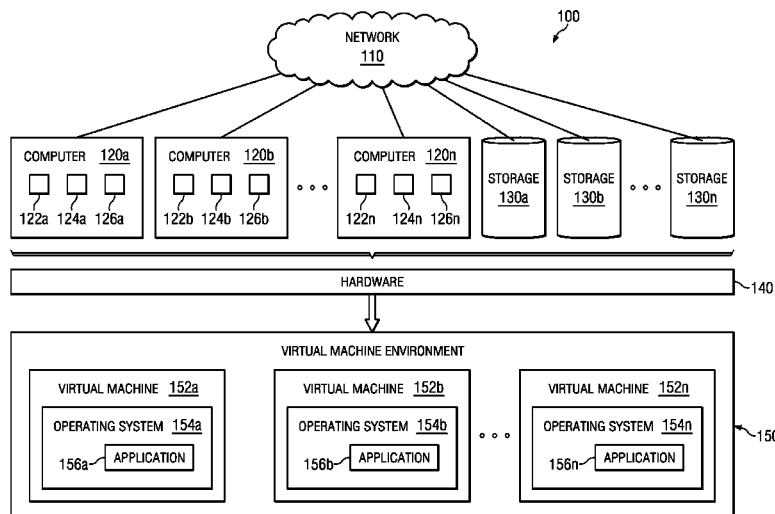 100
NETWORK
110
COMPUTER 120a
122a 124a 126a
COMPUTER 120b
122b 124b 126b
COMPUTER 120n
122n 124n 126n
STORAGE
130a
STORAGE
130b
STORAGE
130n
HARDWARE
140
VIRTUAL MACHINE ENVIRONMENT
150
VIRTUAL MACHINE 152a
OPERATING SYSTEM 154a
156a APPLICATION
VIRTUAL MACHINE 152b
OPERATING SYSTEM 154b
156b APPLICATION
VIRTUAL MACHINE 152n
OPERATING SYSTEM 154n
156n APPLICATION